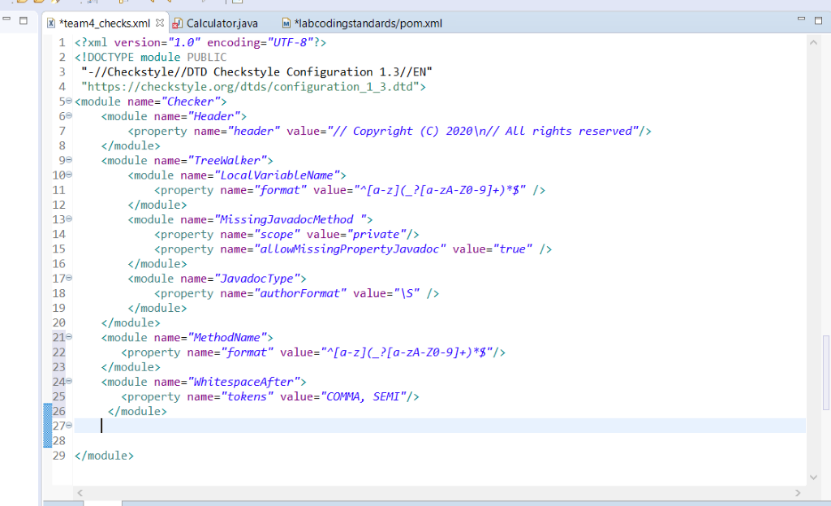 *team4_checks.xml Calculator.java *labcodingstandards/pom.xml
1 <?xml version="1.0" encoding="UTF-8"?>
2 <!DOCTYPE module PUBLIC
3 "-//Checkstyle//DTD Checkstyle Configuration 1.3//EN"
4 "https://checkstyle.org/dtds/configuration_1_3.dtd">
5 <module name="Checker">
6 <module name="Header">
7 <property name="header" value="// Copyright (C) 2020\n// All rights reserved"/>
8 </module>
9 <module name="TreeWalker">
10 <module name="LocalVariableName">
11 <property name="format" value="^[a-z](_?[a-zA-Z0-9]+)*$" />
12 </module>
13 <module name="MissingJavadocMethod ">
14 <property name="scope" value="private"/>
15 <property name="allowMissingPropertyJavadoc" value="true" />
16 </module>
17 <module name="JavadocType">
18 <property name="authorFormat" value="\S" />
19 </module>
20 </module>
21 <module name="MethodName">
22 <property name="format" value="^[a-z](_?[a-zA-Z0-9]+)*$"/>
23 </module>
24 <module name="WhitespaceAfter">
25 <property name="tokens" value="COMMA, SEMI"/>
26 </module>
27
28
29 </module>